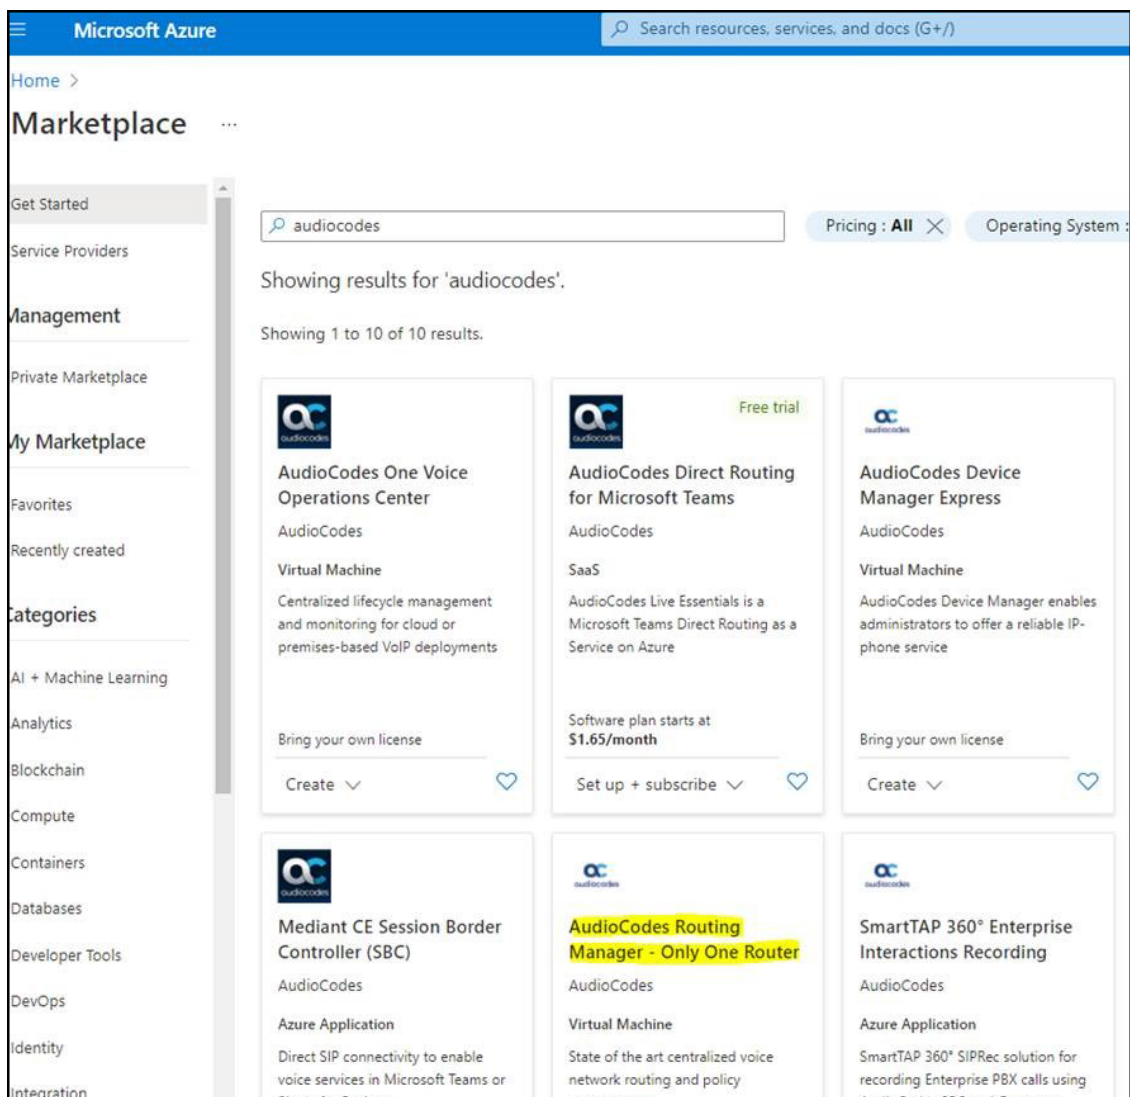 Microsoft Azure
Search resources, services, and docs (G+/)
Home >
Marketplace ...
Get Started
Service Providers
Management
Private Marketplace
My Marketplace
Favorites
Recently created
Categories
AI + Machine Learning
Analytics
Blockchain
Compute
Containers
Databases
Developer Tools
DevOps
Identity
Integration
audiocodes
Pricing : All
Operating System :
Showing results for 'audiocodes'.
Showing 1 to 10 of 10 results.
audiocodes
AudioCodes One Voice
Operations Center
AudioCodes
Virtual Machine
Centralized lifecycle management
and monitoring for cloud or
premises-based VoIP deployments
Bring your own license
Create
audiocodes
Free trial
AudioCodes Direct Routing
for Microsoft Teams
AudioCodes
SaaS
AudioCodes Live Essentials is a
Microsoft Teams Direct Routing as a
Service on Azure
Software plan starts at
$1.65/month
Set up + subscribe
audiocodes
AudioCodes Device
Manager Express
AudioCodes
Virtual Machine
AudioCodes Device Manager enables
administrators to offer a reliable IP-
phone service
Bring your own license
Create
audiocodes
Mediant CE Session Border
Controller (SBC)
AudioCodes
Azure Application
Direct SIP connectivity to enable
voice services in Microsoft Teams or
audiocodes
AudioCodes Routing
Manager - Only One Router
AudioCodes
Virtual Machine
State of the art centralized voice
network routing and policy
audiocodes
SmartTAP 360° Enterprise
Interactions Recording
AudioCodes
Azure Application
SmartTAP 360° SIPRec solution for
recording Enterprise PBX calls using